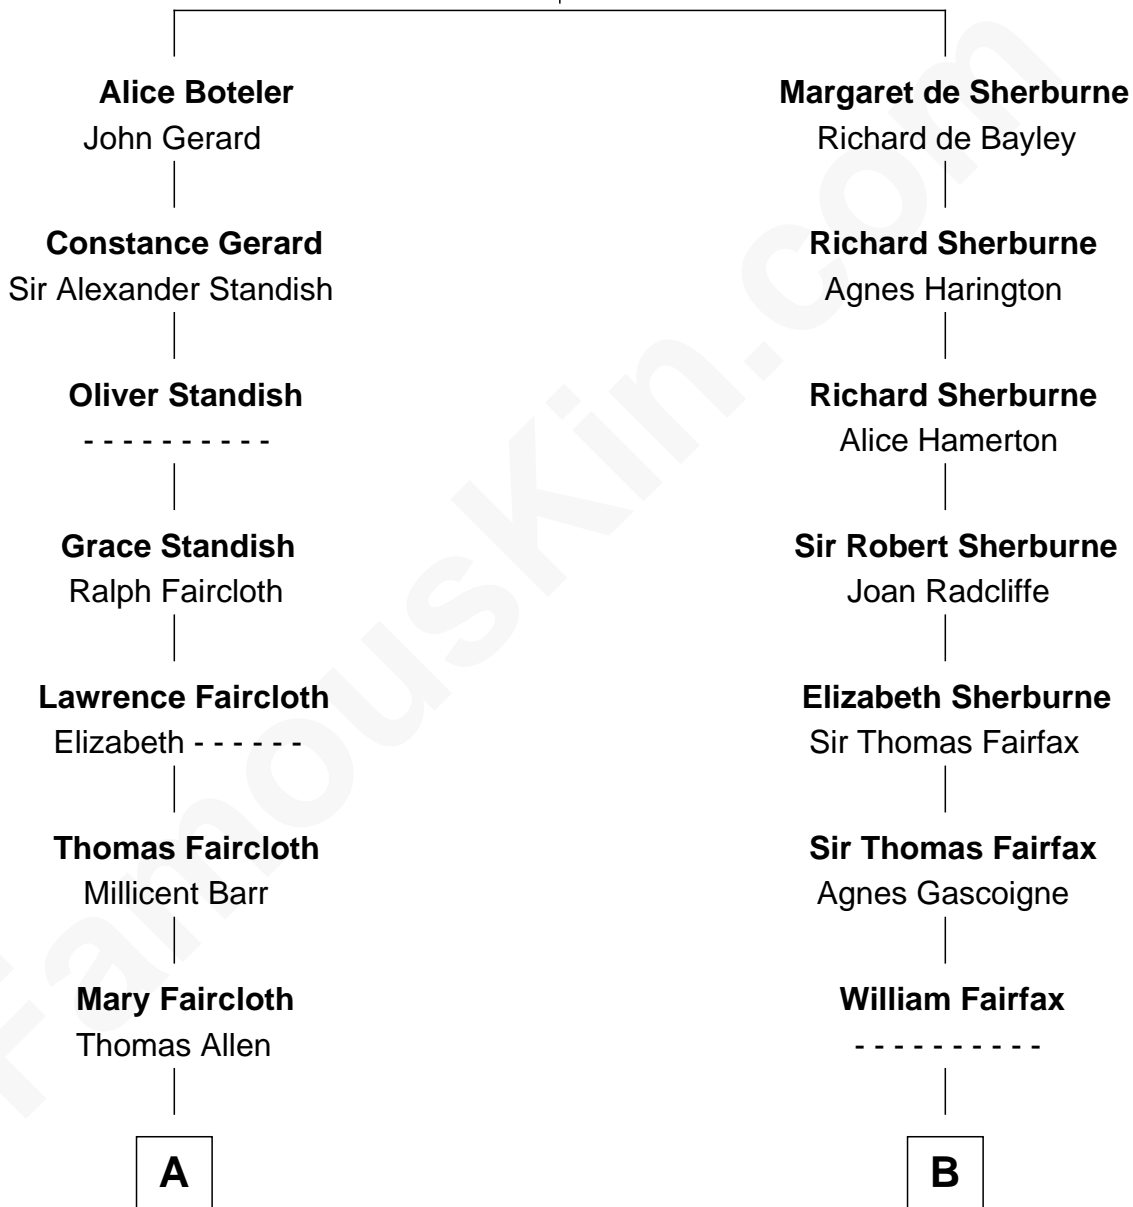 Alice Boteler
John Gerard
Constance Gerard
Sir Alexander Standish
Oliver Standish
- - - - - - - - - -
Grace Standish
Ralph Faircloth
Lawrence Faircloth
Elizabeth - - - - - -
Thomas Faircloth
Millicent Barr
Mary Faircloth
Thomas Allen
A
Margaret de Sherburne
Richard de Bayley
Richard Sherburne
Agnes Harington
Richard Sherburne
Alice Hamerton
Sir Robert Sherburne
Joan Radcliffe
Elizabeth Sherburne
Sir Thomas Fairfax
Sir Thomas Fairfax
Agnes Gascoigne
William Fairfax
- - - - - - - - - -
B
FamousKin.com